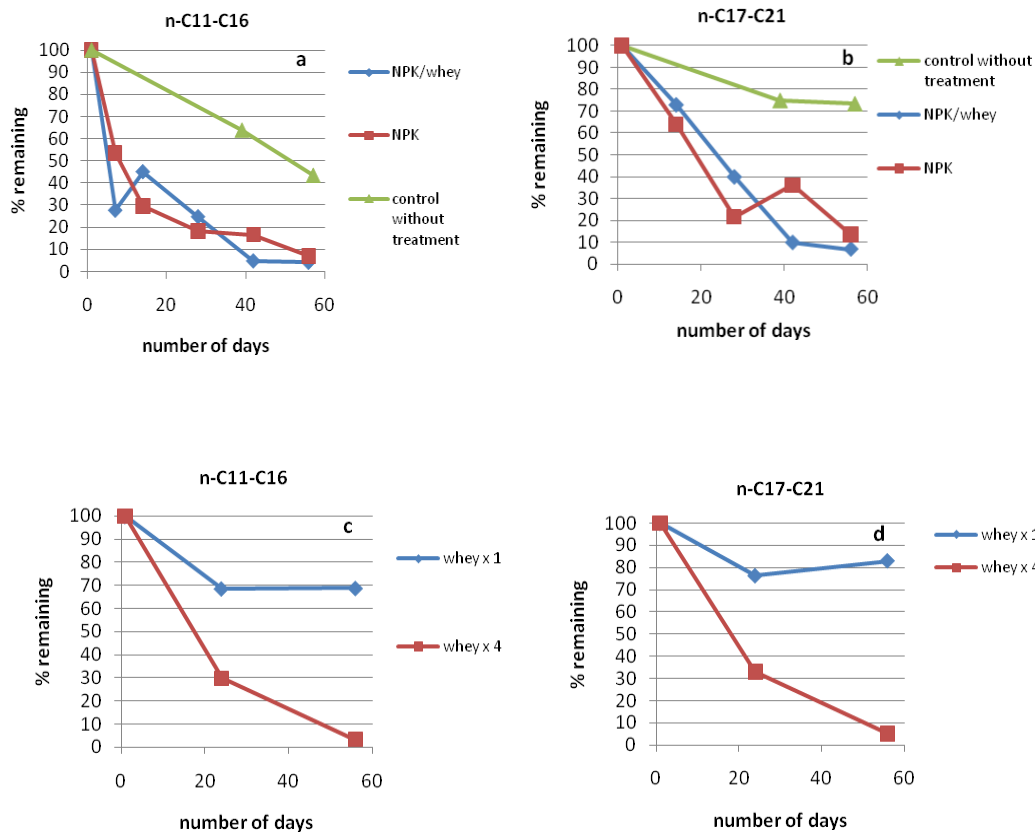 n-C11-C16
a
100
90
80
70
60
50
40
30
20
10
0
% remaining
0
20
40
60
number of days
NPK/whey
NPK
control
without
treatment
n-C17-C21
b
100
90
80
70
60
50
40
30
20
10
0
% remaining
0
20
40
60
number of days
control without
treatment
NPK/whey
NPK
n-C11-C16
c
100
90
80
70
60
50
40
30
20
10
0
% remaining
0
20
40
60
number of days
whey x 1
whey x 4
n-C17-C21
d
100
90
80
70
60
50
40
30
20
10
0
% remaining
0
20
40
60
number of days
whey x 1
whey x 4